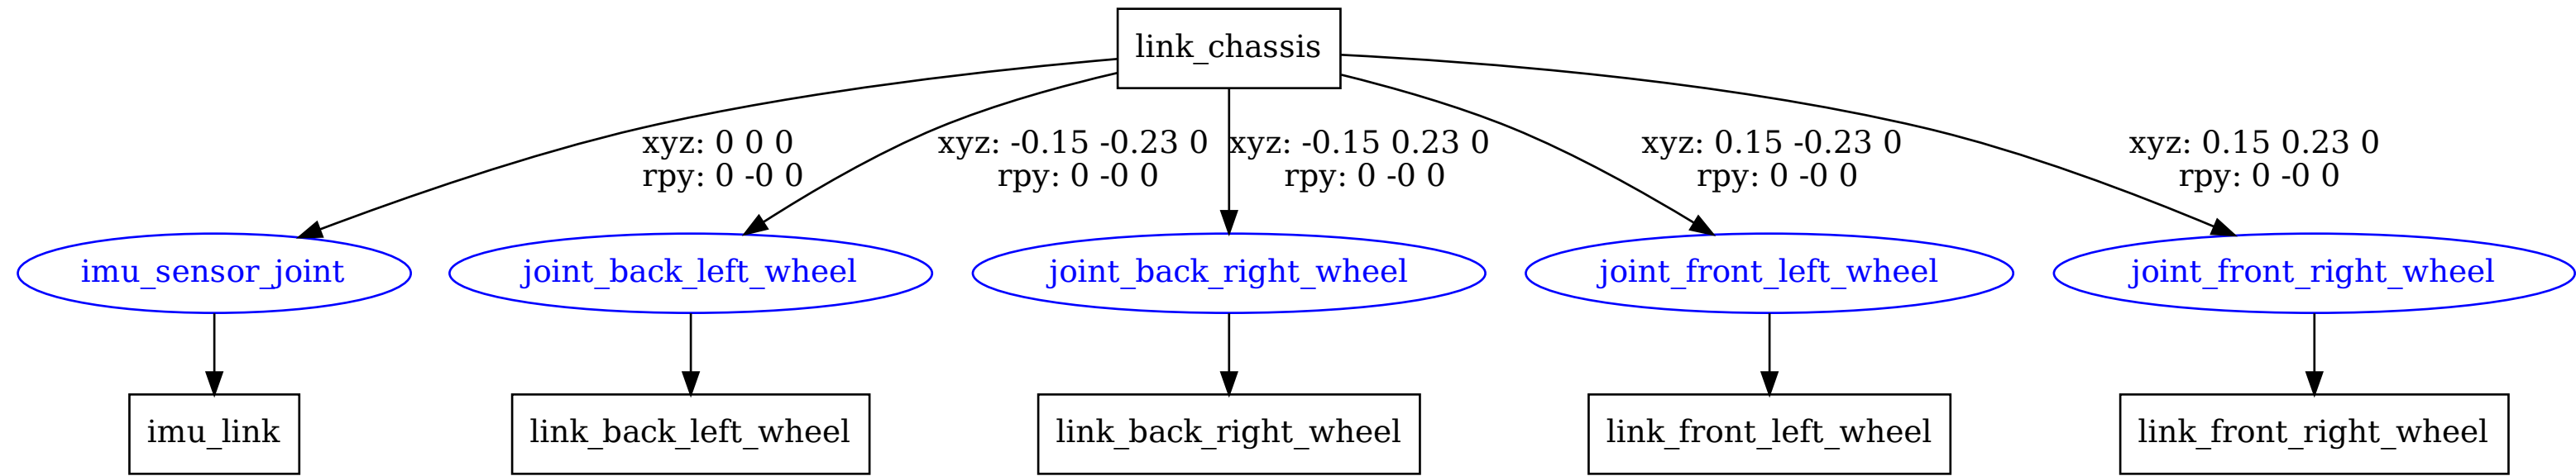 link_chassis
xyz: 0 0 0
rpy: 0 -0 0
xyz: -0.15 -0.23 0
rpy: 0 -0 0
xyz: -0.15 0.23 0
rpy: 0 -0 0
xyz: 0.15 -0.23 0
rpy: 0 -0 0
xyz: 0.15 0.23 0
rpy: 0 -0 0
imu_sensor_joint
joint_back_left_wheel
joint_back_right_wheel
joint_front_left_wheel
joint_front_right_wheel
imu_link
link_back_left_wheel
link_back_right_wheel
link_front_left_wheel
link_front_right_wheel